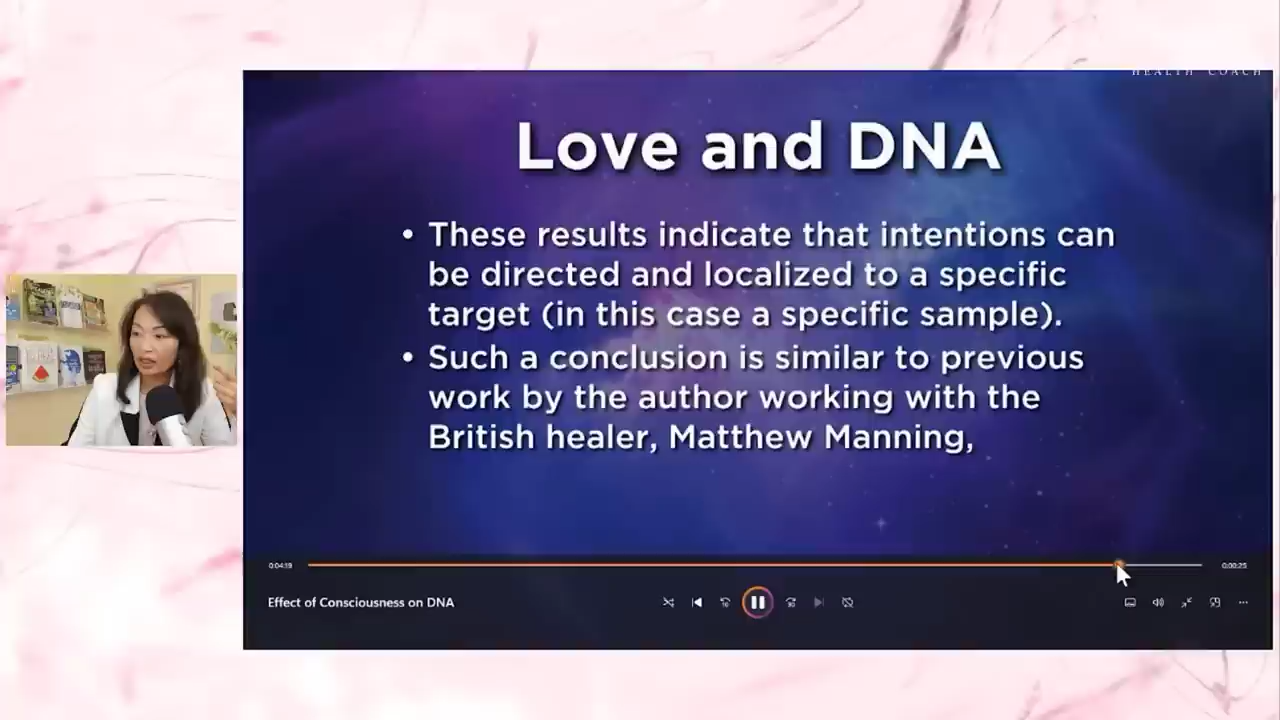 HEALTH COACH
Love and DNA
• These results indicate that intentions can
be directed and localized to a specific
target (in this case a specific sample).
• Such a conclusion is similar to previous
work by the author working with the
British healer, Matthew Manning,
0:04:19
0:00:25
Effect of Consciousness on DNA